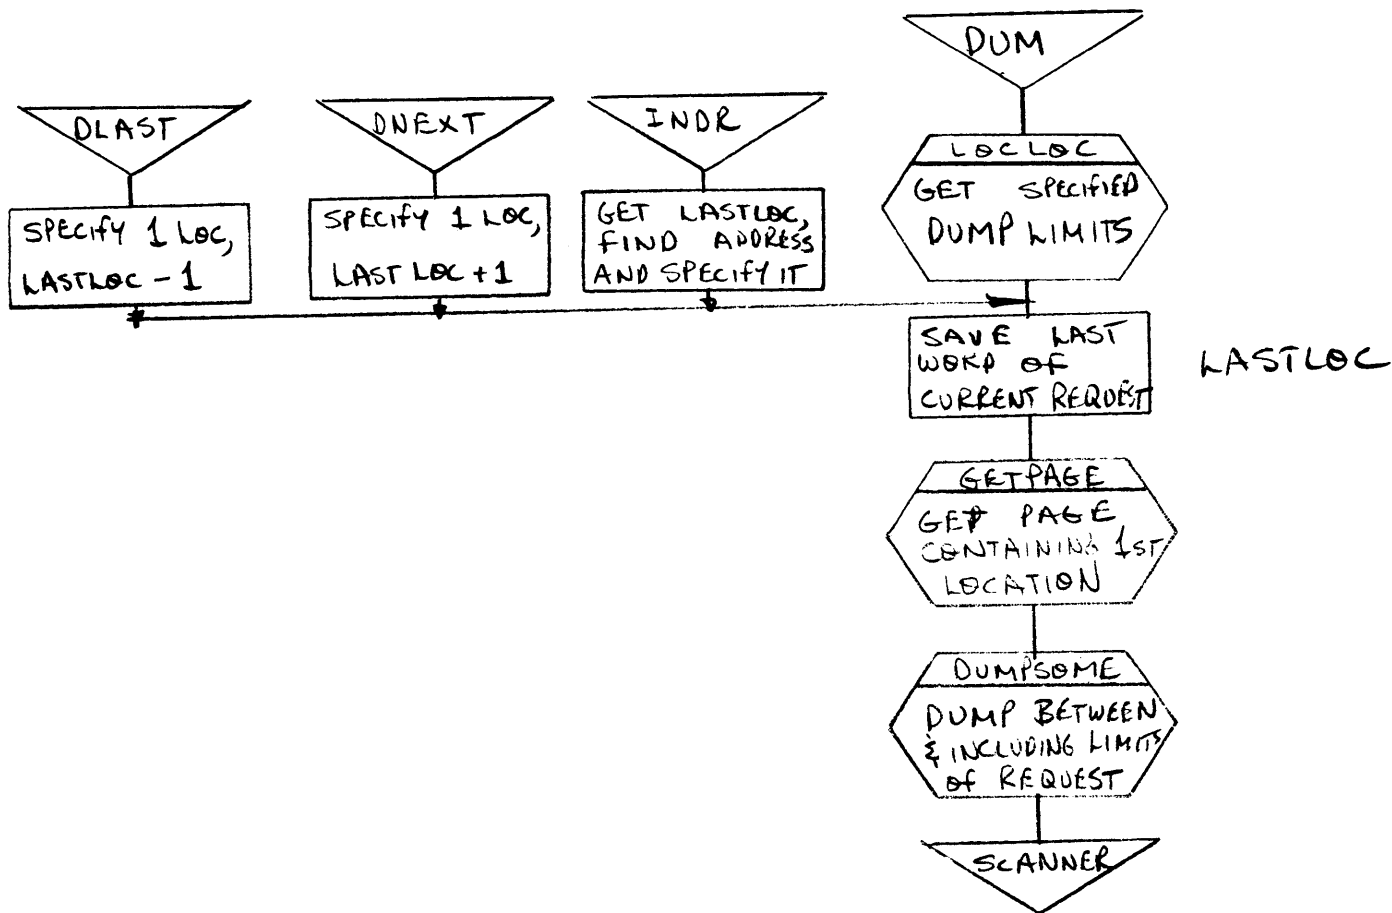 DUM
DLAST
DNEXT
INDR
LOCLOC
GET SPECIFIED
DUMP LIMITS
SPECIFY 1 LOC,
LASTLOC - 1
SPECIFY 1 LOC,
LAST LOC + 1
GET LASTLOC,
FIND ADDRESS
AND SPECIFY IT
SAVE LAST
WORD OF
CURRENT REQUEST
LASTLOC
GETPAGE
GET PAGE
CONTAINING 1ST
LOCATION
DUMPSOME
DUMP BETWEEN
& INCLUDING LIMITS
OF REQUEST
SCANNER